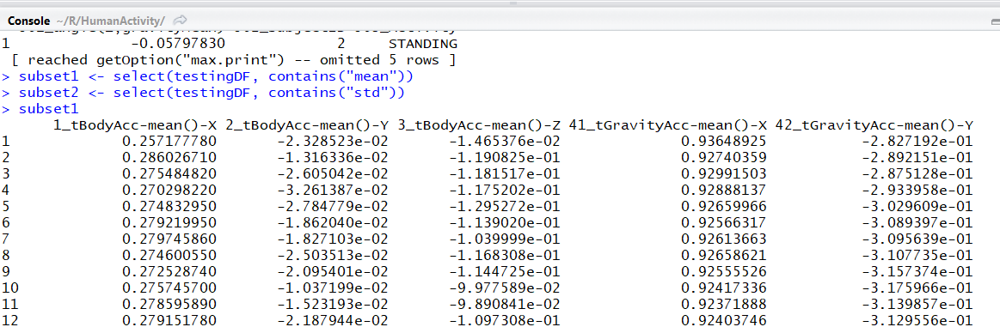 Console ~/R/HumanActivity/
1 -0.05797830 2 STANDING
[ reached getOption("max.print") -- omitted 5 rows ]
> subset1 <- select(testingDF, contains("mean"))
> subset2 <- select(testingDF, contains("std"))
> subset1
1_tBodyAcc-mean()-X 2_tBodyAcc-mean()-Y 3_tBodyAcc-mean()-Z 41_tGravityAcc-mean()-X 42_tGravityAcc-mean()-Y
1 0.257177780 -2.328523e-02 -1.465376e-02 0.93648925 -2.827192e-01
2 0.286026710 -1.316336e-02 -1.190825e-01 0.92740359 -2.892151e-01
3 0.275484820 -2.605042e-02 -1.181517e-01 0.92991503 -2.875128e-01
4 0.270298220 -3.261387e-02 -1.175202e-01 0.92888137 -2.933958e-01
5 0.274832950 -2.784779e-02 -1.295272e-01 0.92659966 -3.029609e-01
6 0.279219950 -1.862040e-02 -1.139020e-01 0.92566317 -3.089397e-01
7 0.279745860 -1.827103e-02 -1.039999e-01 0.92613663 -3.095639e-01
8 0.274600550 -2.503513e-02 -1.168308e-01 0.92658621 -3.107735e-01
9 0.272528740 -2.095401e-02 -1.144725e-01 0.92555526 -3.157374e-01
10 0.275745700 -1.037199e-02 -9.977589e-02 0.92417336 -3.175966e-01
11 0.278595890 -1.523193e-02 -9.890841e-02 0.92371888 -3.139857e-01
12 0.279151780 -2.187944e-02 -1.097308e-01 0.92403746 -3.129556e-01